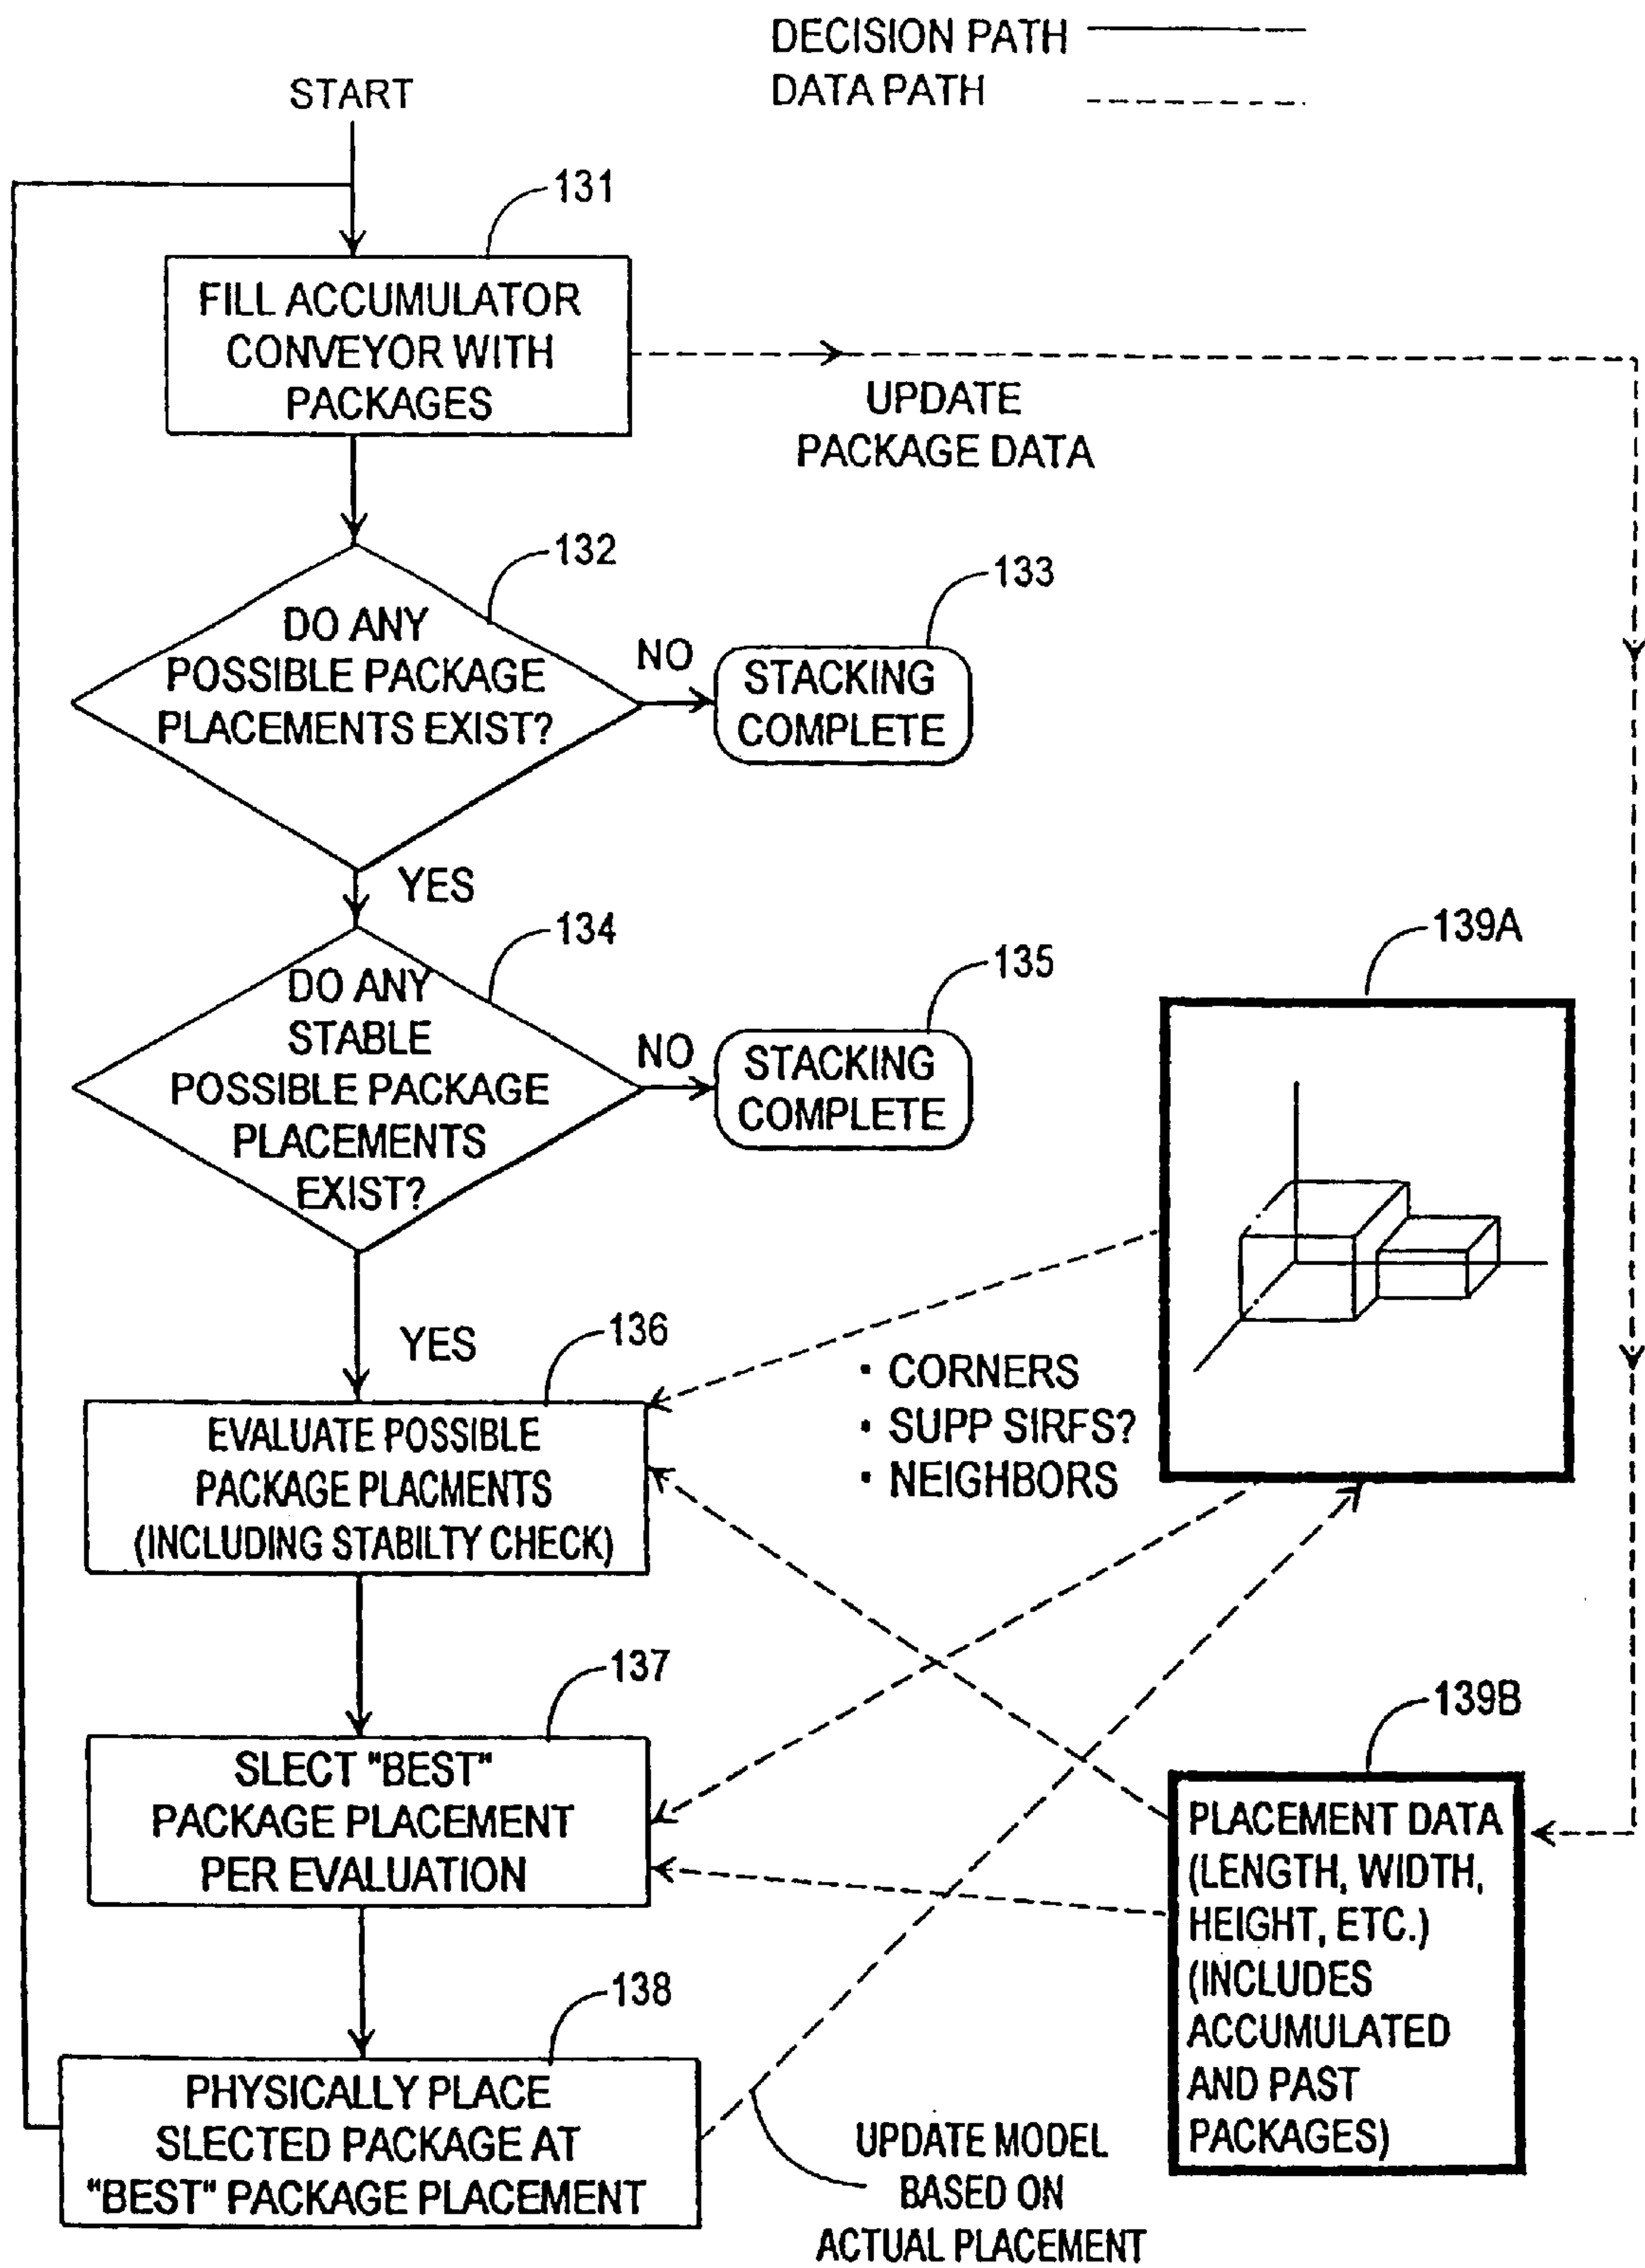 DECISION PATH
DATA PATH
START
131
FILL ACCUMULATOR
CONVEYOR WITH
PACKAGES
UPDATE
PACKAGE DATA
132
DO ANY
POSSIBLE PACKAGE
PLACEMENTS EXIST?
NO
133
STACKING
COMPLETE
YES
134
DO ANY
STABLE
POSSIBLE PACKAGE
PLACEMENTS
EXIST?
NO
135
STACKING
COMPLETE
139A
YES
136
EVALUATE POSSIBLE
PACKAGE PLACMENTS
(INCLUDING STABILTY CHECK)
· CORNERS
· SUPP SIRFS?
· NEIGHBORS
137
SLECT "BEST"
PACKAGE PLACEMENT
PER EVALUATION
139B
PLACEMENT DATA
(LENGTH, WIDTH,
HEIGHT, ETC.)
(INCLUDES
ACCUMULATED
AND PAST
PACKAGES)
138
PHYSICALLY PLACE
SLECTED PACKAGE AT
"BEST" PACKAGE PLACEMENT
UPDATE MODEL
BASED ON
ACTUAL PLACEMENT